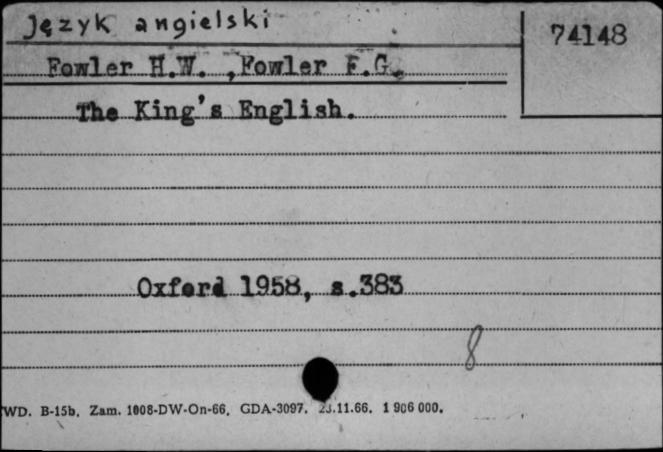 Język angielski
74148
Fowler H.W. ,Fowler F.G.
The King's English.
Oxford 1958, s.383
8
WD. B-15b. Zam. 1008-DW-On-66. GDA-3097. 23.11.66. 1 906 000.